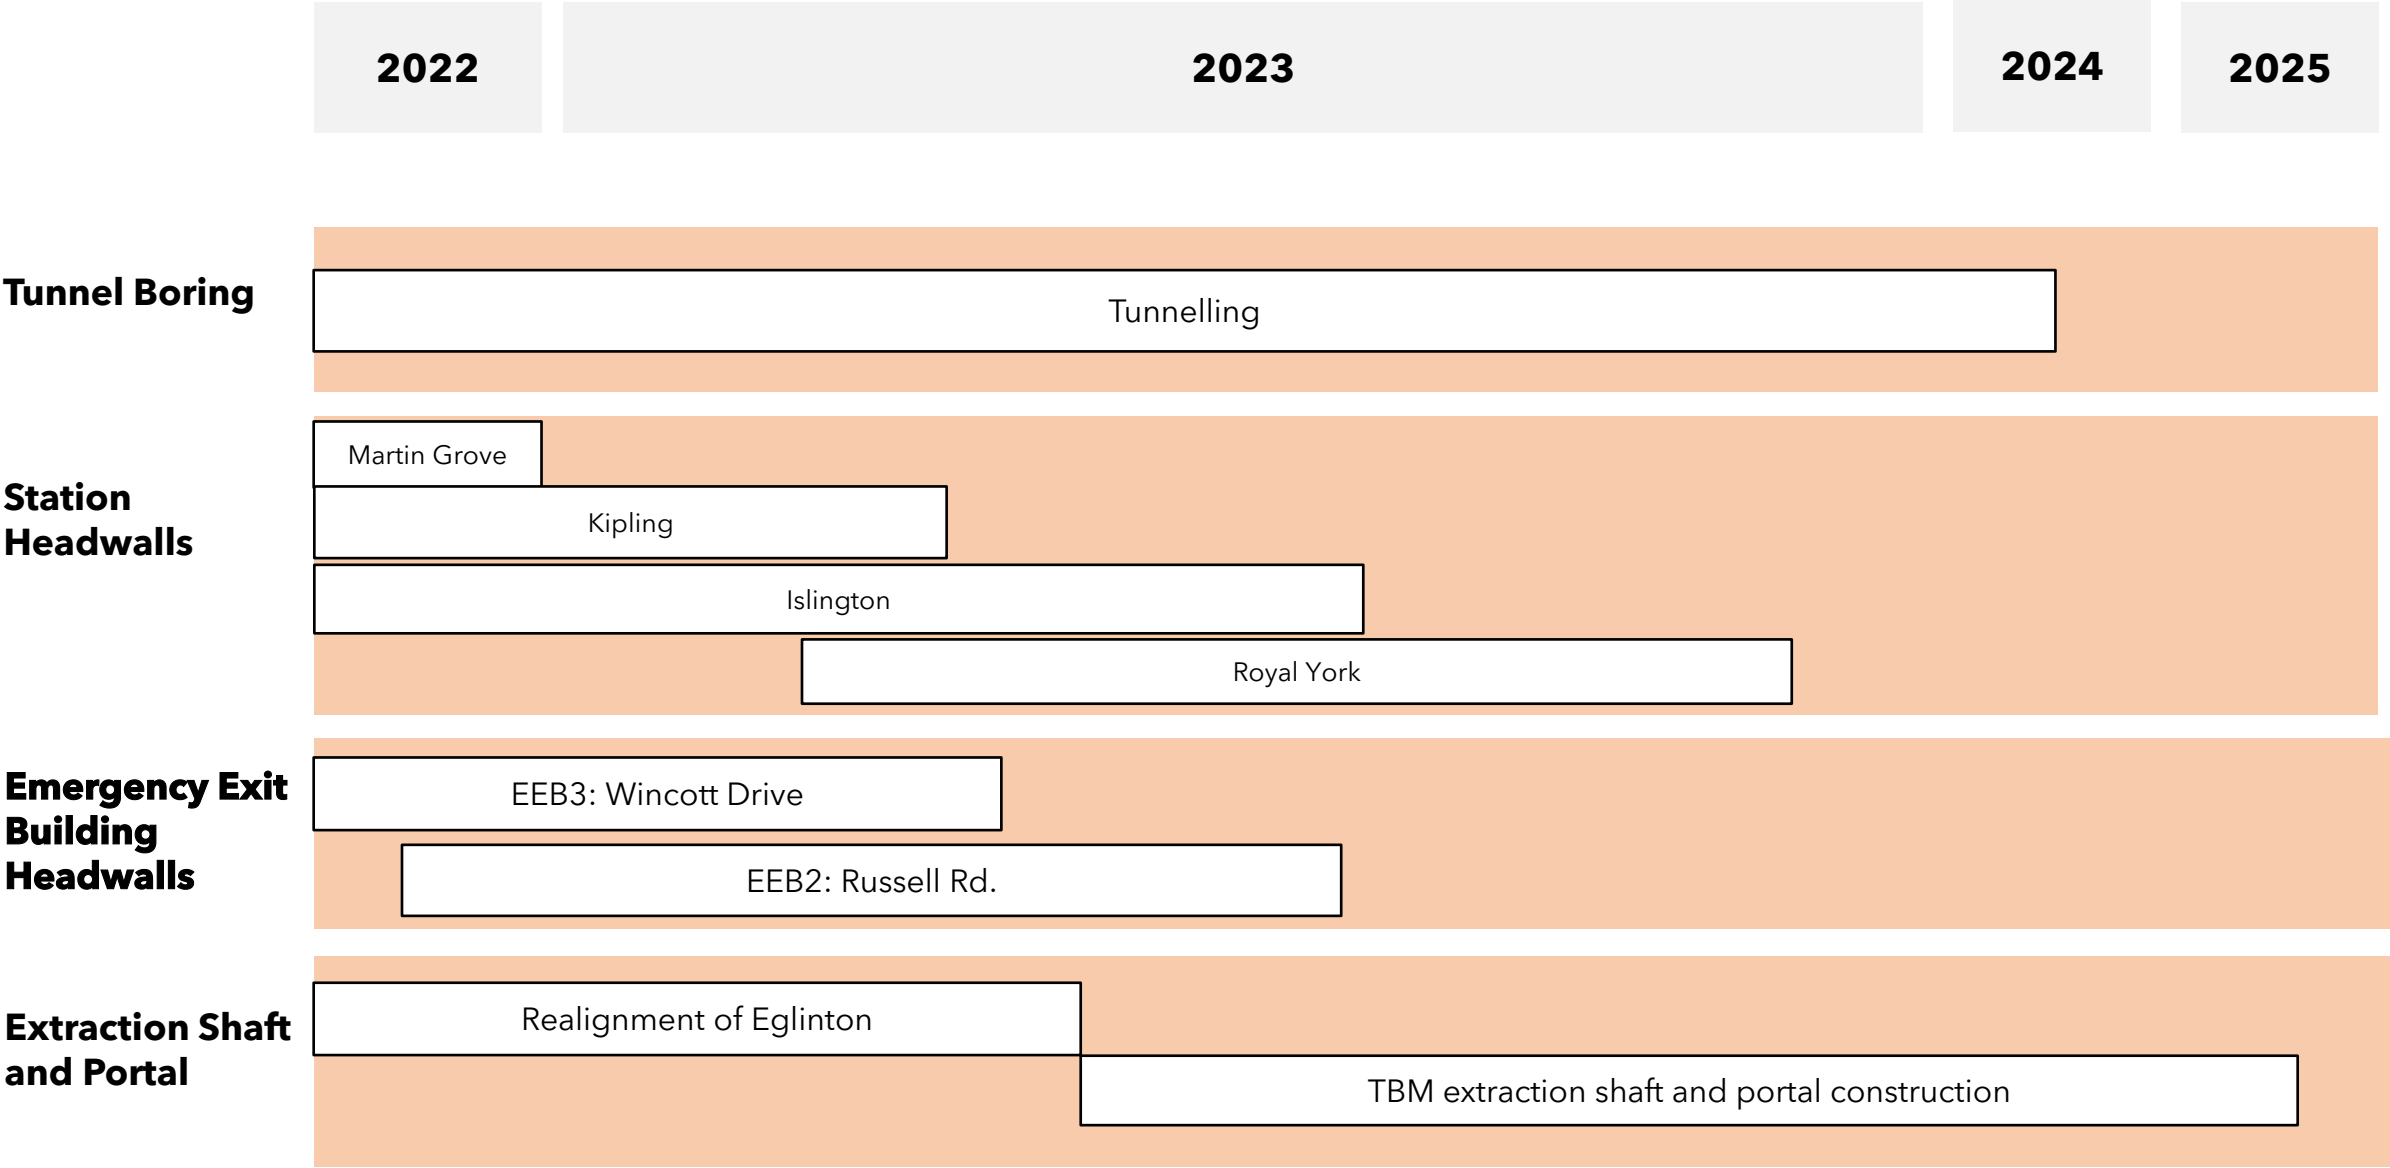 2022
2023
2024
2025
Tunnel Boring
Tunnelling
Station
Headwalls
Martin Grove
Kipling
Islington
Royal York
Emergency Exit
Building
Headwalls
EEB3: Wincott Drive
EEB2: Russell Rd.
Extraction Shaft
and Portal
Realignment of Eglinton
TBM extraction shaft and portal construction